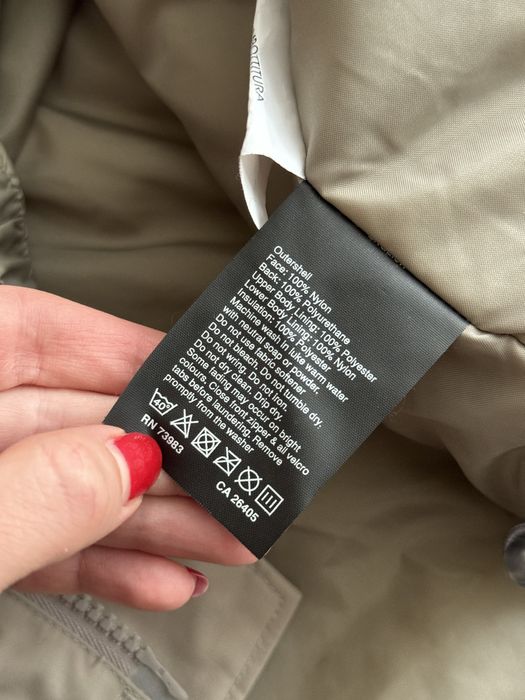 IMBOTTITURA
Outershell
Face: 100% Nylon
Back: 100% Polyurethane
Upper Body Lining: 100% Polyester
Lower Body Lining: 100% Nylon
Insulation: 100% Polyester
Machine wash in luke warm water
with neutral soap or powder.
Do not use fabric softener
Do not bleach. Do not tumble dry.
Do not wring. Do not iron.
Do not dry clean. Drip dry.
Some fading may occur on bright
colours. Close front zipper & all velcro
tabs before laundering. Remove
promptly from the washer
40°
RN 73983
CA 26405